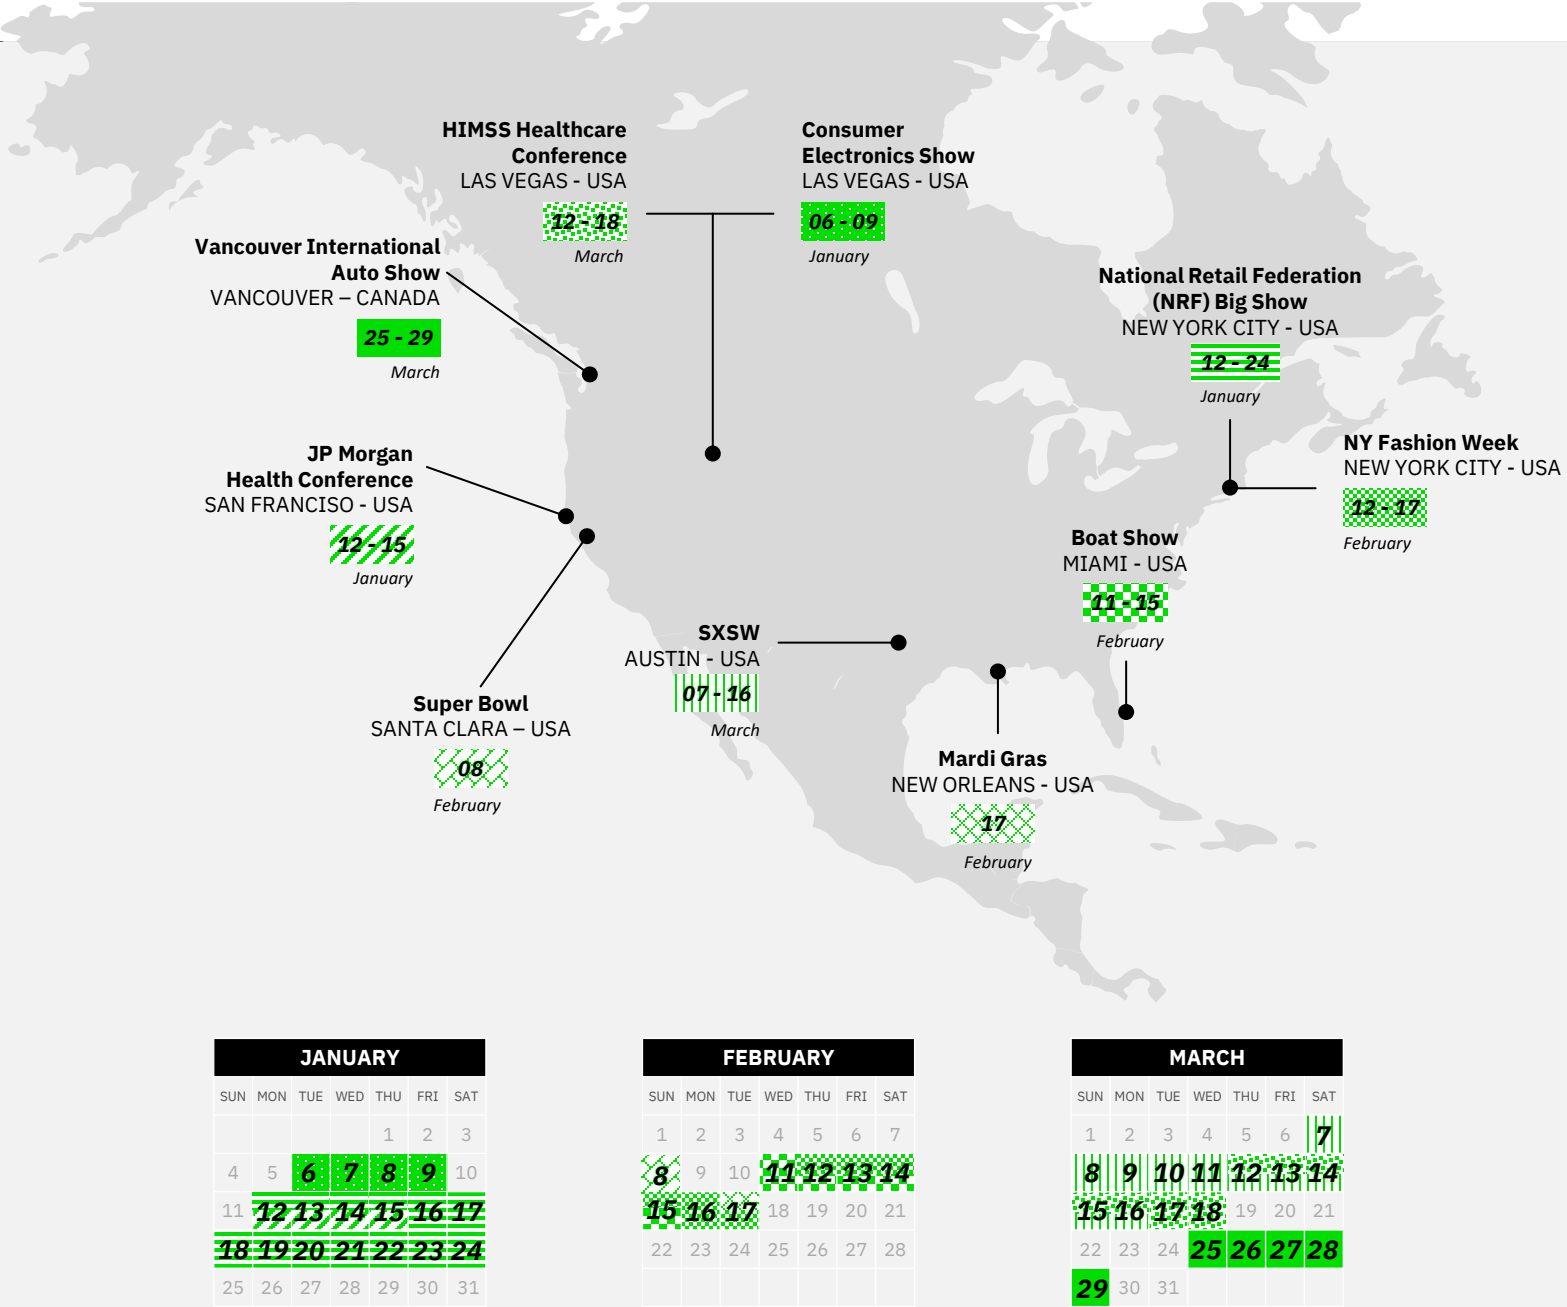 HIMSS Healthcare
Conference
LAS VEGAS - USA
12 - 18
March
Consumer
Electronics Show
LAS VEGAS - USA
06 - 09
January
Vancouver International
Auto Show
VANCOUVER – CANADA
25 - 29
March
National Retail Federation
(NRF) Big Show
NEW YORK CITY - USA
12 - 24
January
JP Morgan
Health Conference
SAN FRANCISO - USA
12 - 15
January
NY Fashion Week
NEW YORK CITY - USA
12 - 17
February
Boat Show
MIAMI - USA
11 - 15
February
SXSW
AUSTIN - USA
07 - 16
March
Super Bowl
SANTA CLARA – USA
08
February
Mardi Gras
NEW ORLEANS - USA
17
February
JANUARY
SUN MON TUE WED THU FRI SAT
1 2 3
4 5 6 7 8 9 10
11 12 13 14 15 16 17
18 19 20 21 22 23 24
25 26 27 28 29 30 31
FEBRUARY
SUN MON TUE WED THU FRI SAT
1 2 3 4 5 6 7
8 9 10 11 12 13 14
15 16 17 18 19 20 21
22 23 24 25 26 27 28
MARCH
SUN MON TUE WED THU FRI SAT
1 2 3 4 5 6 7
8 9 10 11 12 13 14
15 16 17 18 19 20 21
22 23 24 25 26 27 28
29 30 31